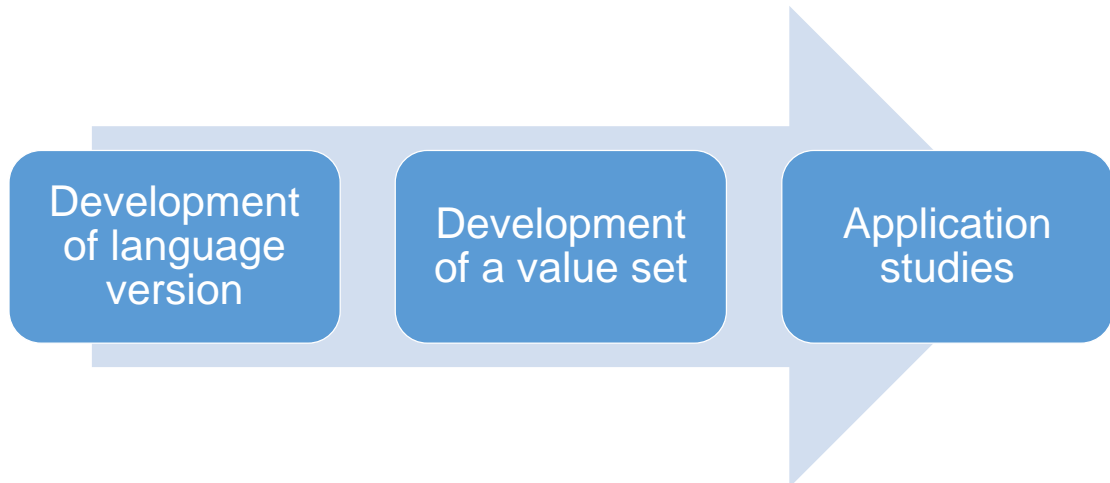 Development
of language
version
Development
of a value set
Application
studies